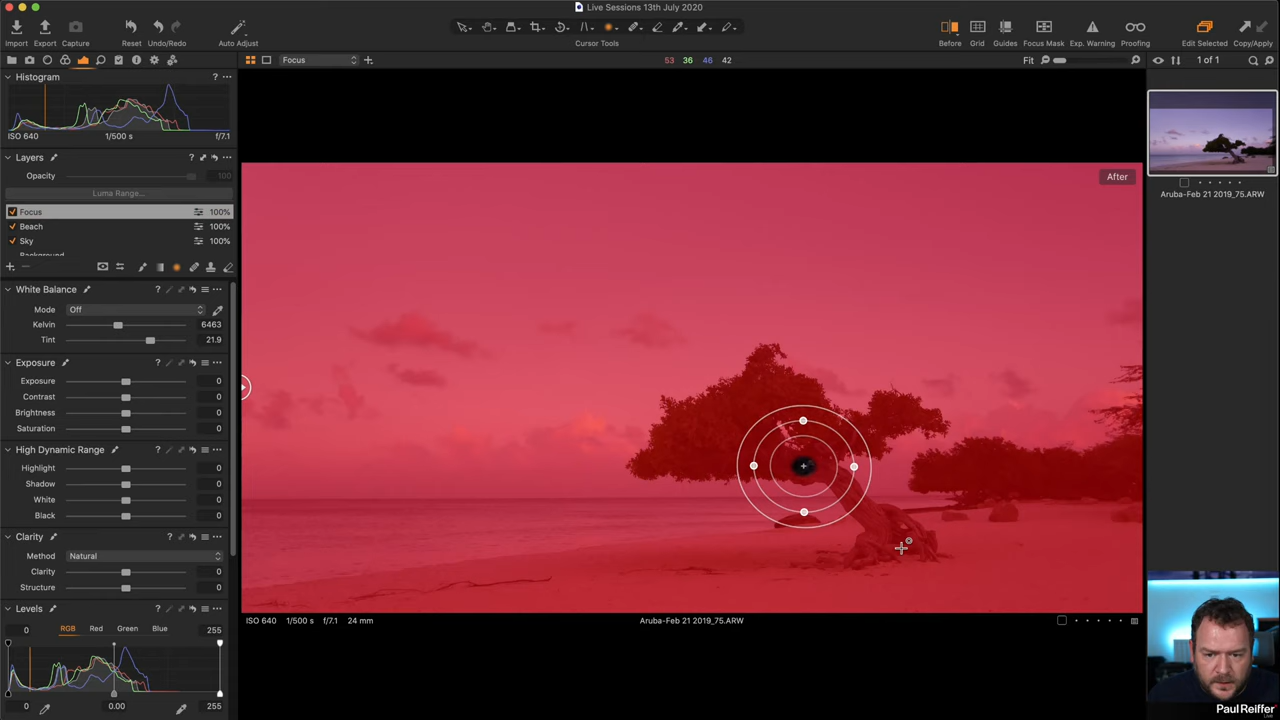 Live Sessions 13th July 2020
Import Export Capture Reset Undo/Redo Auto Adjust Cursor Tools Before Grid Guides Focus Mask Exp. Warning Proofing Edit Selected Copy/Apply
Focus 53 36 46 42 Fit 1 of 1
Histogram
ISO 640 1/500 s f/7.1
Layers
Opacity 100
Luma Range...
Focus 100%
Beach 100%
Sky 100%
Background
White Balance
Mode Off
Kelvin 6463
Tint 21.9
Exposure
Exposure 0
Contrast 0
Brightness 0
Saturation 0
High Dynamic Range
Highlight 0
Shadow 0
White 0
Black 0
Clarity
Method Natural
Clarity 0
Structure 0
Levels
0 RGB Red Green Blue 255
0 0.00 255
After
ISO 640 1/500 s f/7.1 24 mm Aruba-Feb 21 2019_75.ARW
Aruba-Feb 21 2019_75.ARW
Paul Reiffer
Live